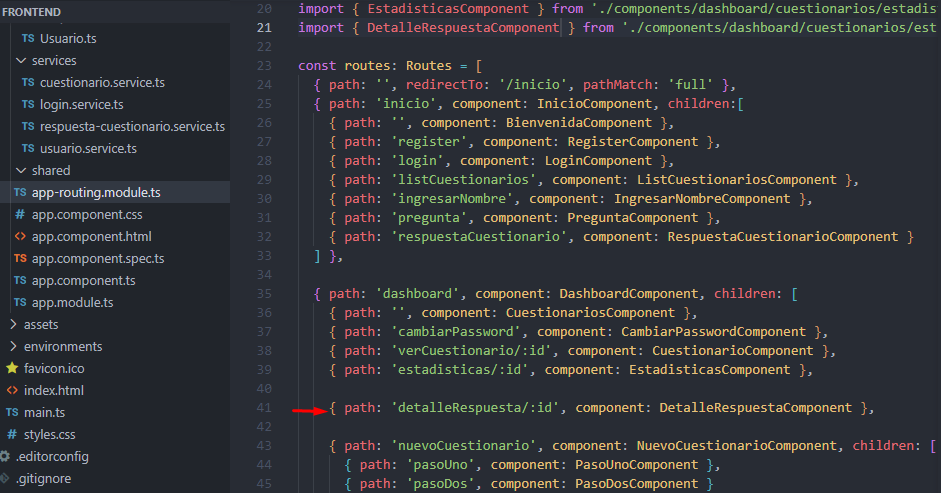 FRONTEND
TS Usuario.ts
services
TS cuestionario.service.ts
TS login.service.ts
TS respuesta-cuestionario.service.ts
TS usuario.service.ts
shared
TS app-routing.module.ts
# app.component.css
<> app.component.html
TS app.component.spec.ts
TS app.component.ts
TS app.module.ts
assets
environments
favicon.ico
<> index.html
TS main.ts
# styles.css
.editorconfig
.gitignore
20 import { EstadisticasComponent } from './components/dashboard/cuestionarios/estadis
21 import { DetalleRespuestaComponent } from './components/dashboard/cuestionarios/est
22
23 const routes: Routes = [
24 { path: '', redirectTo: '/inicio', pathMatch: 'full' },
25 { path: 'inicio', component: InicioComponent, children:[
26 { path: '', component: BienvenidaComponent },
27 { path: 'register', component: RegisterComponent },
28 { path: 'login', component: LoginComponent },
29 { path: 'listCuestionarios', component: ListCuestionariosComponent },
30 { path: 'ingresarNombre', component: IngresarNombreComponent },
31 { path: 'pregunta', component: PreguntaComponent },
32 { path: 'respuestaCuestionario', component: RespuestaCuestionarioComponent }
33 ] },
34
35 { path: 'dashboard', component: DashboardComponent, children: [
36 { path: '', component: CuestionariosComponent },
37 { path: 'cambiarPassword', component: CambiarPasswordComponent },
38 { path: 'verCuestionario/:id', component: CuestionarioComponent },
39 { path: 'estadisticas/:id', component: EstadisticasComponent },
40
41 { path: 'detalleRespuesta/:id', component: DetalleRespuestaComponent },
42
43 { path: 'nuevoCuestionario', component: NuevoCuestionarioComponent, children: [
44 { path: 'pasoUno', component: PasoUnoComponent },
45 { path: 'pasoDos', component: PasoDosComponent }